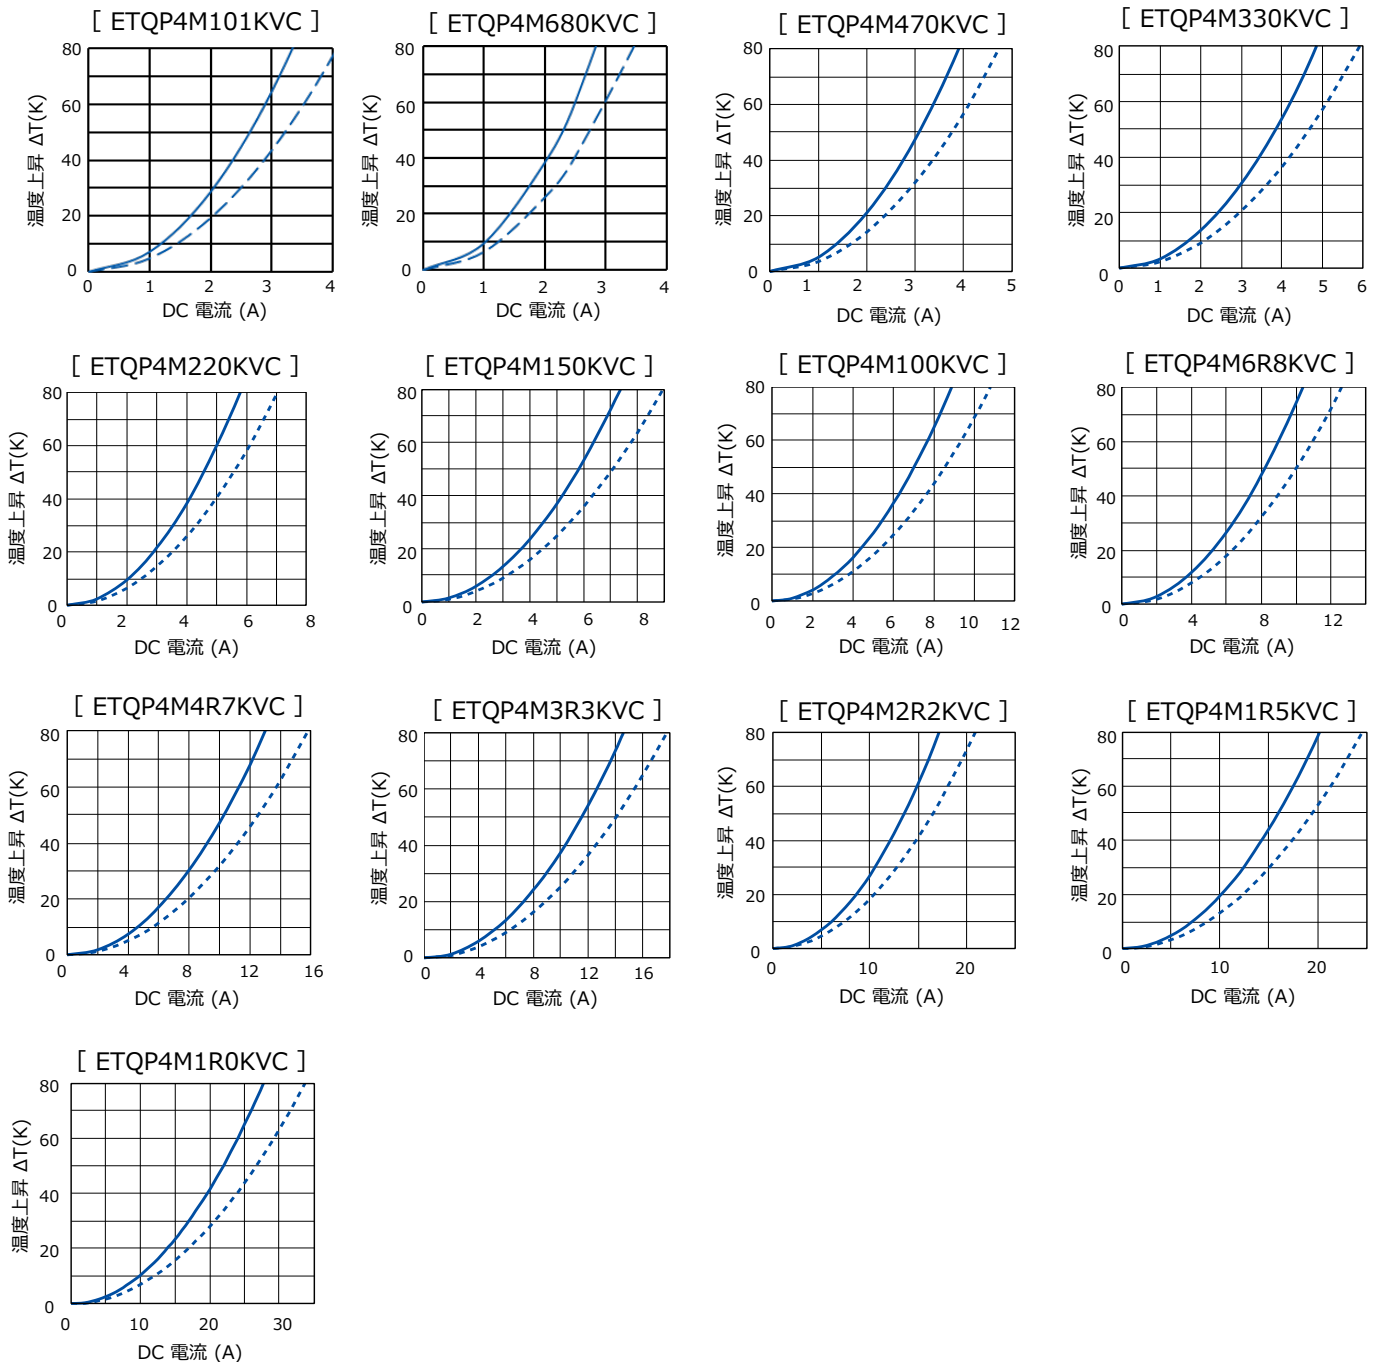 [ ETQP4M101KVC ]
80
60
40
20
0
温度上昇 ΔT(K)
0 1 2 3 4
DC 電流 (A)
[ ETQP4M680KVC ]
80
60
40
20
0
温度上昇 ΔT(K)
0 1 2 3 4
DC 電流 (A)
[ ETQP4M470KVC ]
80
60
40
20
0
温度上昇 ΔT(K)
0 1 2 3 4 5
DC 電流 (A)
[ ETQP4M330KVC ]
80
60
40
20
0
温度上昇 ΔT(K)
0 1 2 3 4 5 6
DC 電流 (A)
[ ETQP4M220KVC ]
80
60
40
20
0
温度上昇 ΔT(K)
0 2 4 6 8
DC 電流 (A)
[ ETQP4M150KVC ]
80
60
40
20
0
温度上昇 ΔT(K)
0 2 4 6 8
DC 電流 (A)
[ ETQP4M100KVC ]
80
60
40
20
0
温度上昇 ΔT(K)
0 2 4 6 8 10 12
DC 電流 (A)
[ ETQP4M6R8KVC ]
80
60
40
20
0
温度上昇 ΔT(K)
0 4 8 12
DC 電流 (A)
[ ETQP4M4R7KVC ]
80
60
40
20
0
温度上昇 ΔT(K)
0 4 8 12 16
DC 電流 (A)
[ ETQP4M3R3KVC ]
80
60
40
20
0
温度上昇 ΔT(K)
0 4 8 12 16
DC 電流 (A)
[ ETQP4M2R2KVC ]
80
60
40
20
0
温度上昇 ΔT(K)
0 10 20
DC 電流 (A)
[ ETQP4M1R5KVC ]
80
60
40
20
0
温度上昇 ΔT(K)
0 10 20
DC 電流 (A)
[ ETQP4M1R0KVC ]
80
60
40
20
0
温度上昇 ΔT(K)
0 10 20 30
DC 電流 (A)